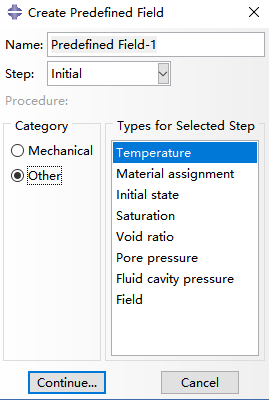 Create Predefined Field
Name: Predefined Field-1
Step: Initial
Procedure:
Category
Mechanical
Other
Types for Selected Step
Temperature
Material assignment
Initial state
Saturation
Void ratio
Pore pressure
Fluid cavity pressure
Field
Continue...
Cancel